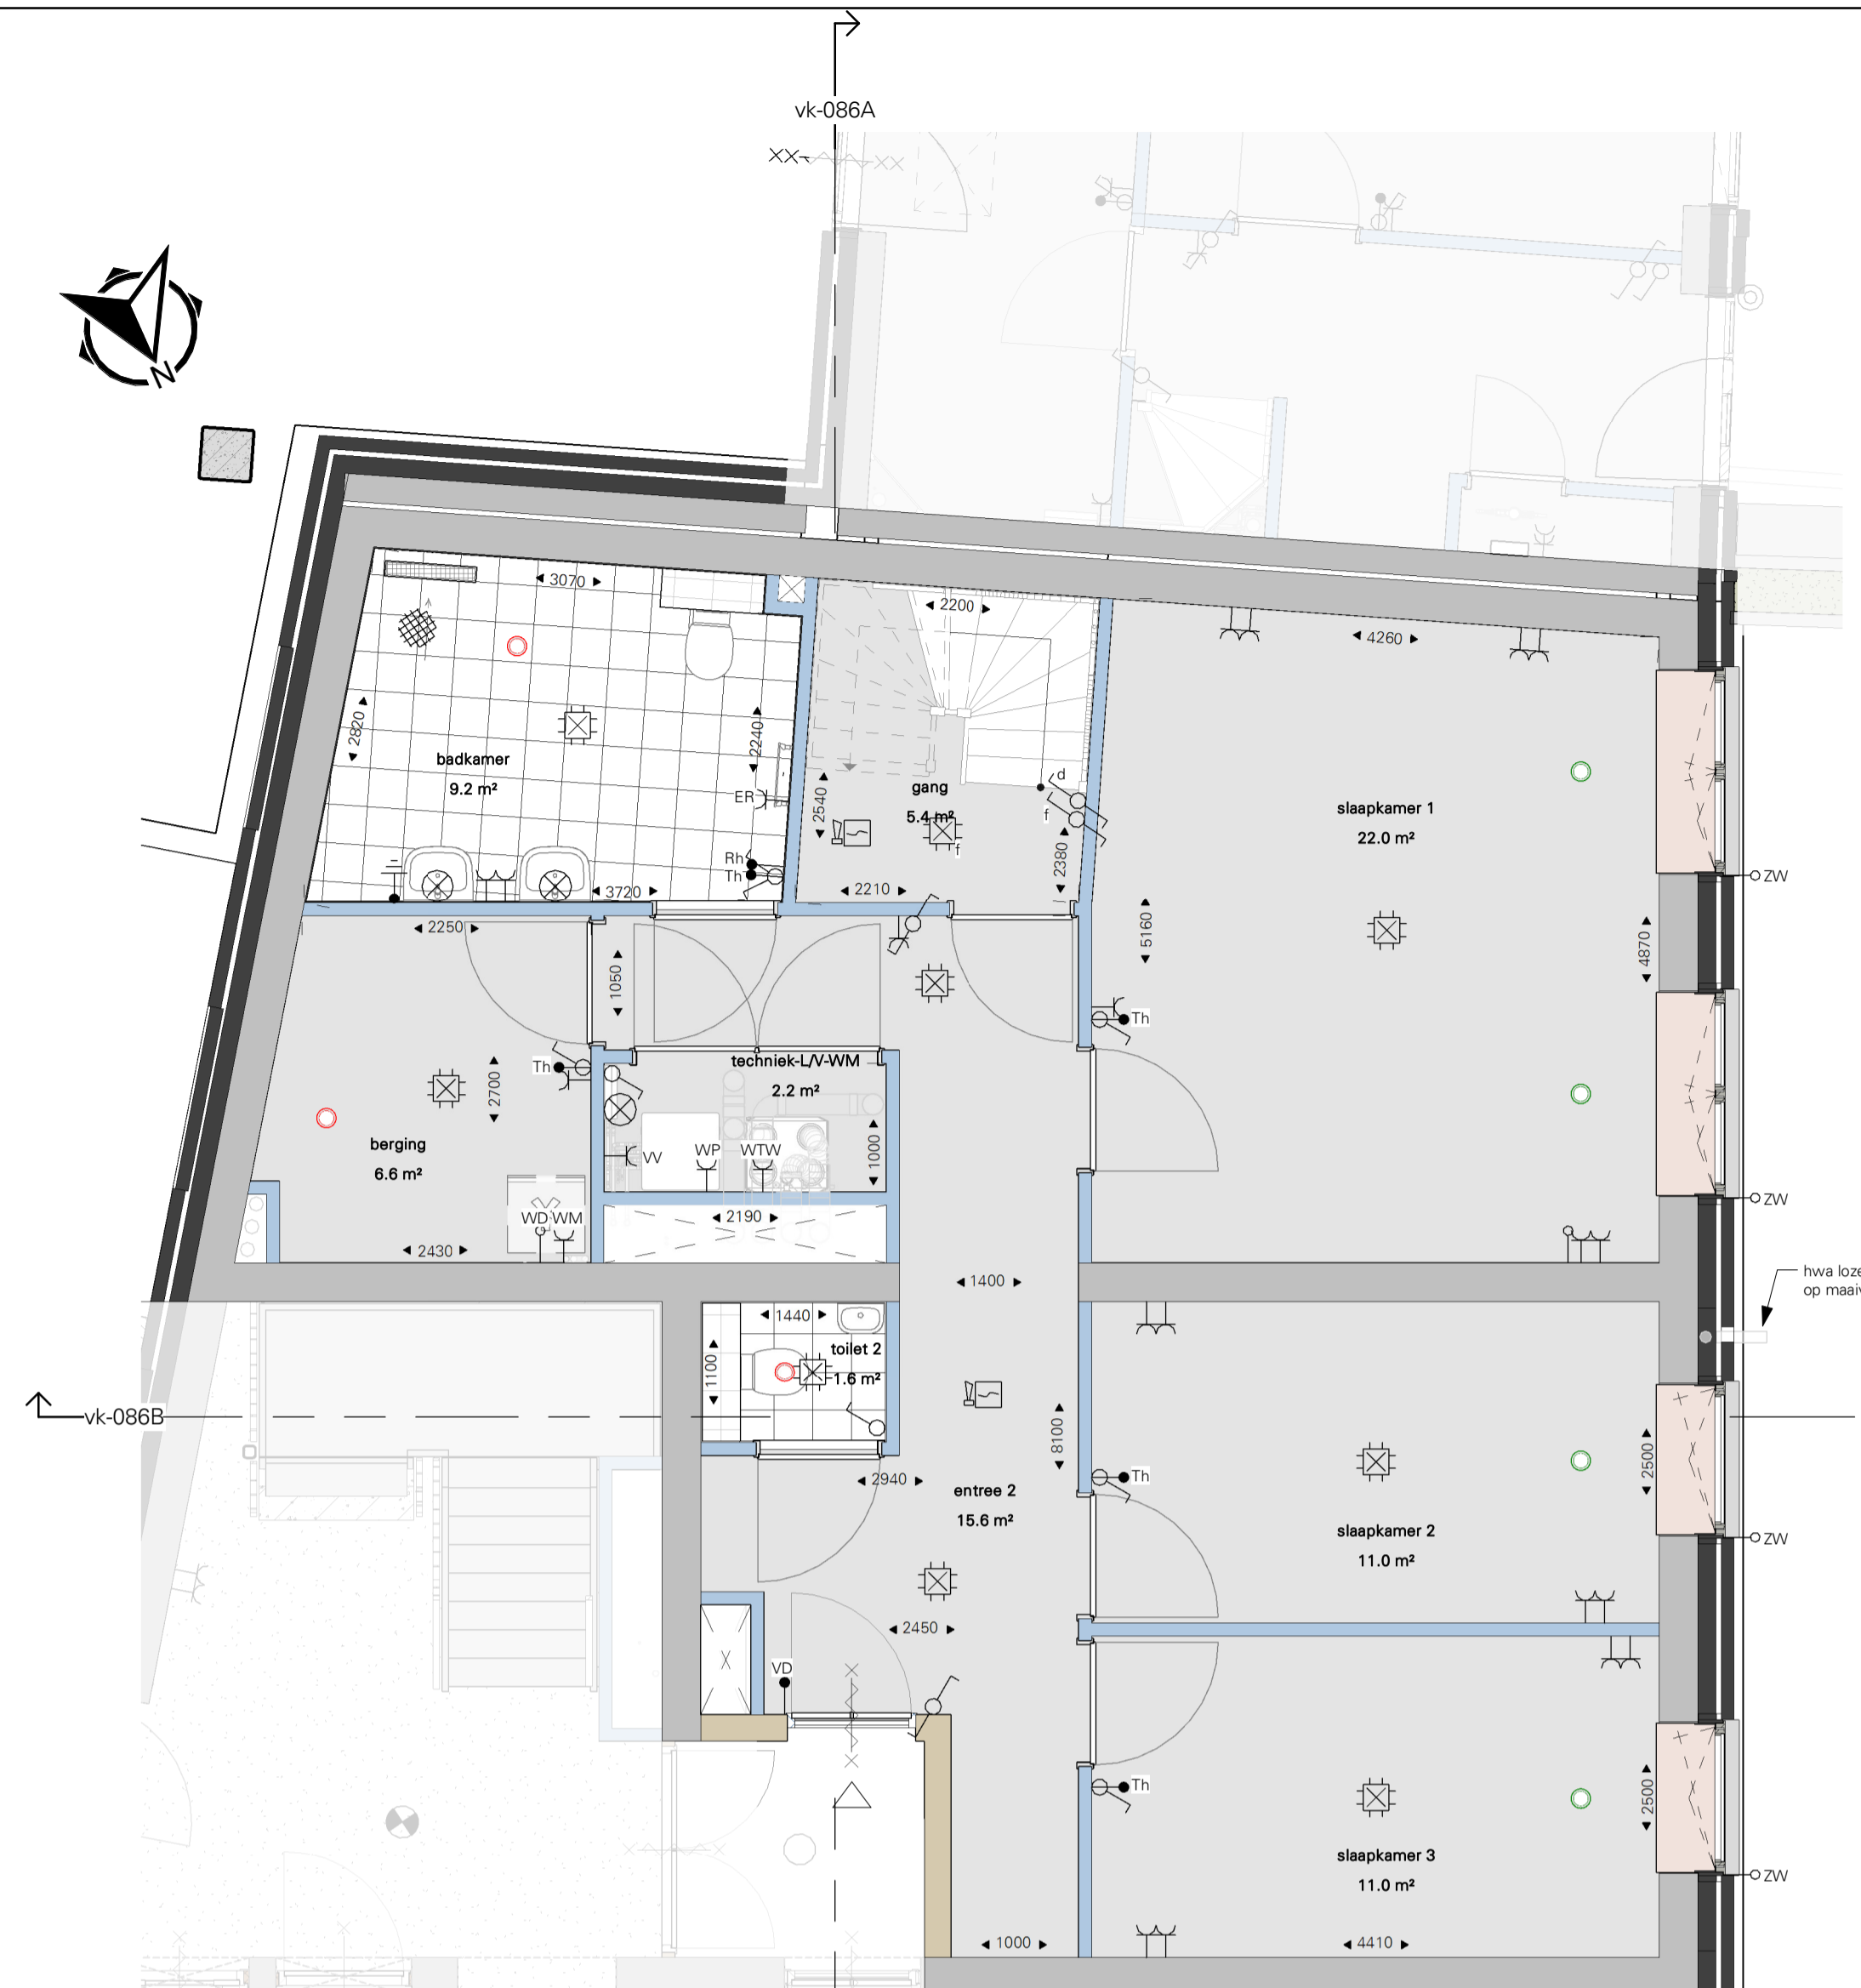 vk-086A
N
3070
2200
4260
2820
badkamer
9.2 m²
2240
ER
2540
gang
5.4 m²
d
f
f
2380
slaapkamer 1
22.0 m²
Rh
Th
3720
2210
ZW
2250
1050
5160
4870
Th
Th
2700
techniek-L/V-WM
2.2 m²
berging
6.6 m²
VV
WP
WTW
1000
ZW
WD
WM
2190
2430
1400
hwa loze
op maaiv
1440
1100
toilet 2
1.6 m²
vk-086B
8100
2940
entree 2
15.6 m²
Th
slaapkamer 2
11.0 m²
2500
ZW
2450
VD
Th
slaapkamer 3
11.0 m²
2500
ZW
1000
4410